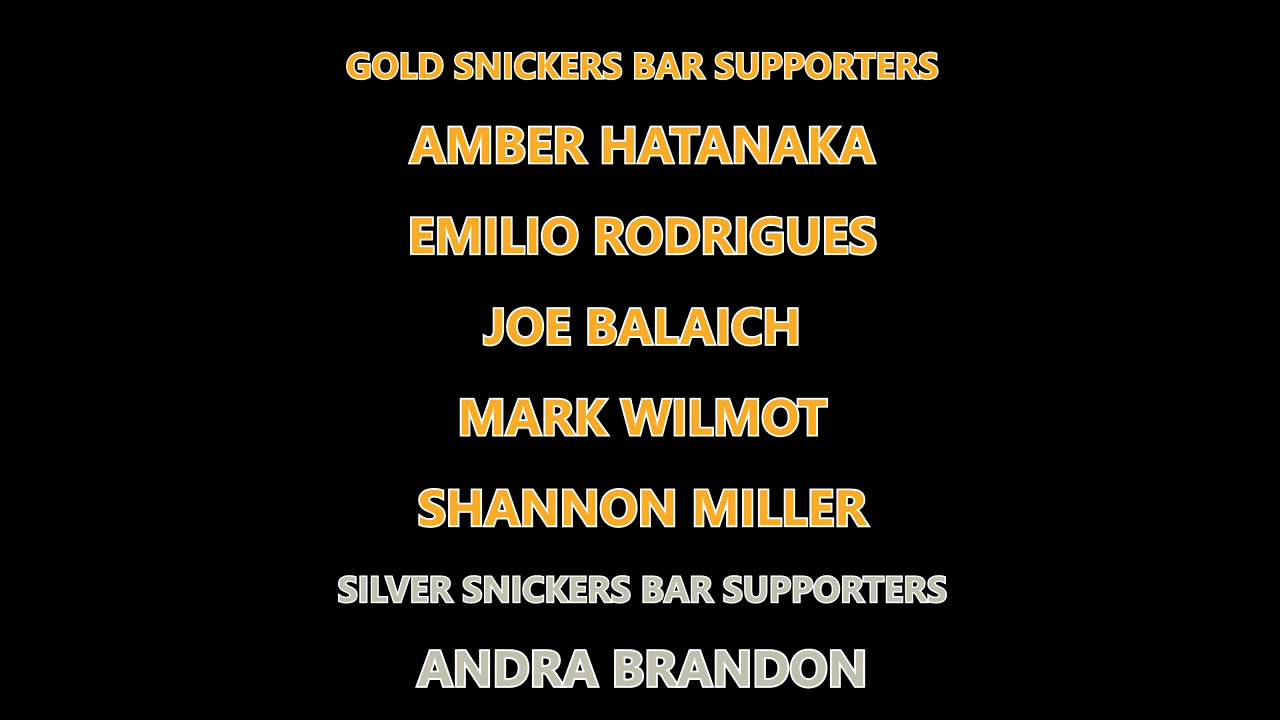 GOLD SNICKERS BAR SUPPORTERS
AMBER HATANAKA
EMILIO RODRIGUES
JOE BALAICH
MARK WILMOT
SHANNON MILLER
SILVER SNICKERS BAR SUPPORTERS
ANDRA BRANDON